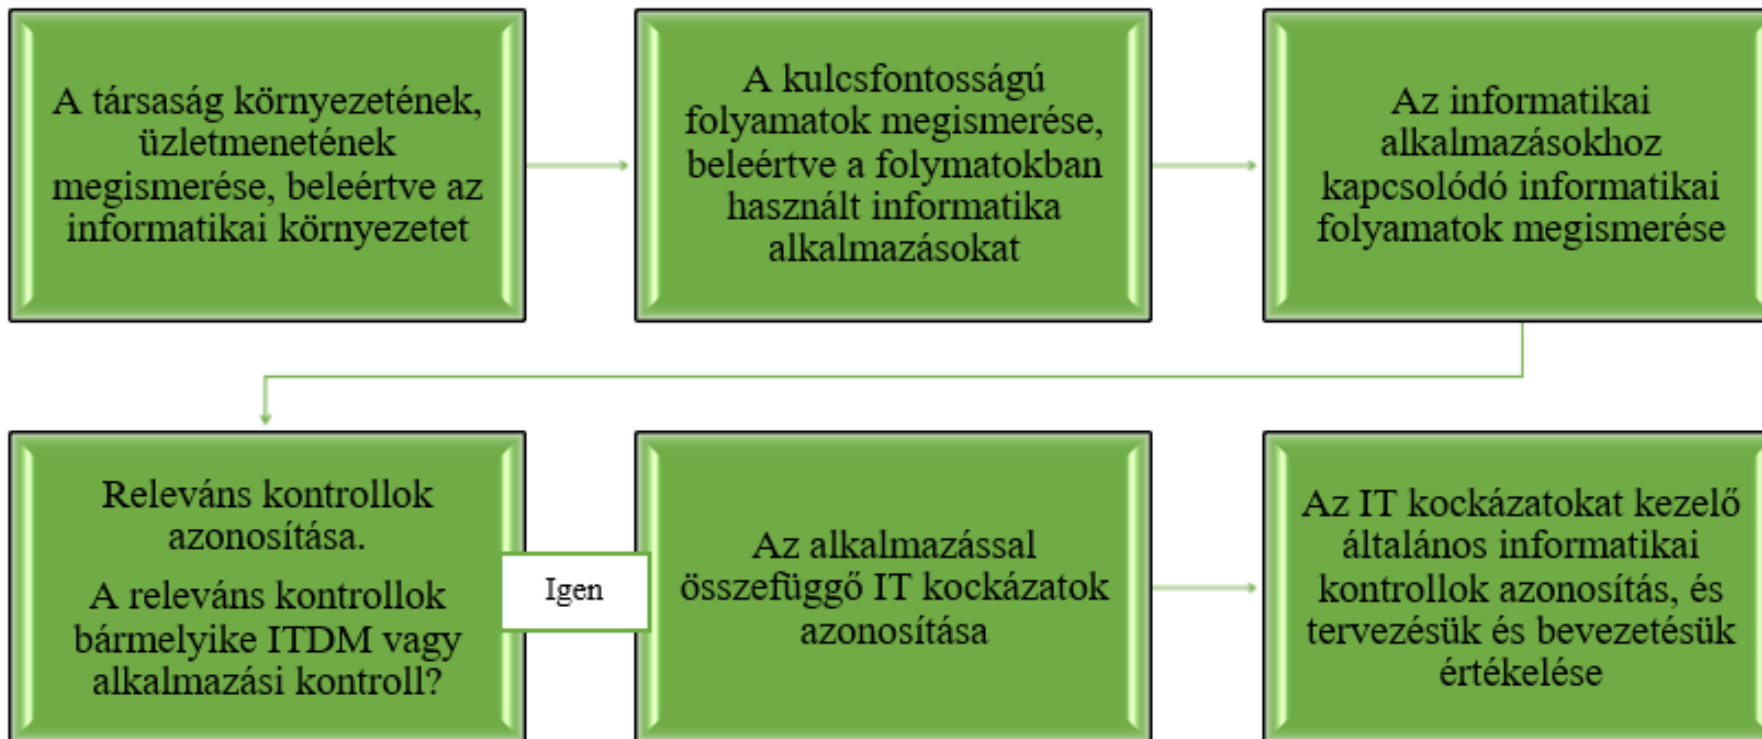 A társaság környezetének,
üzletmenetének
megismerése, beleértve az
informatikai környezetet
A kulcsfontosságú
folyamatok megismerése,
beleértve a folymatokban
használt informatika
alkalmazásokat
Az informatikai
alkalmazásokhoz
kapcsolódó informatikai
folyamatok megismerése
Releváns kontrollok
azonosítása.
A releváns kontrollok
bármelyike ITDM vagy
alkalmazási kontroll?
Igen
Az alkalmazással
összefüggő IT kockázatok
azonosítása
Az IT kockázatokat kezelő
általános informatikai
kontrollok azonosítás, és
tervezésük és bevezetésük
értékelése